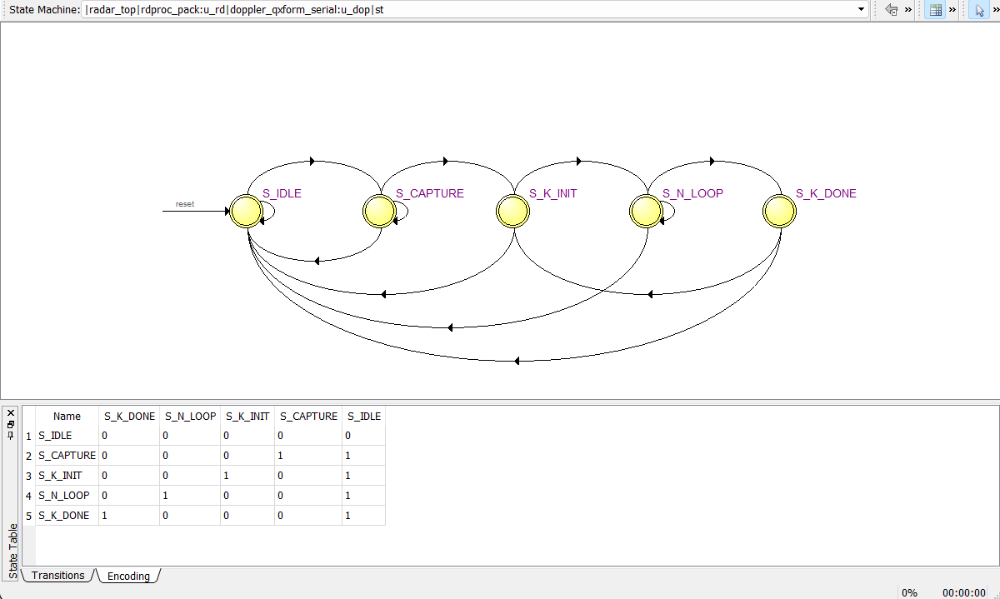 State Machine: |radar_top|rdproc_pack:u_rd|doppler_qxform_serial:u_dop|st » » »
reset S_IDLE S_CAPTURE S_K_INIT S_N_LOOP S_K_DONE
Name S_K_DONE S_N_LOOP S_K_INIT S_CAPTURE S_IDLE
1 S_IDLE 0 0 0 0 0
2 S_CAPTURE 0 0 0 1 1
3 S_K_INIT 0 0 1 0 1
4 S_N_LOOP 0 1 0 0 1
5 S_K_DONE 1 0 0 0 1
State Table
Transitions Encoding
0% 00:00:00